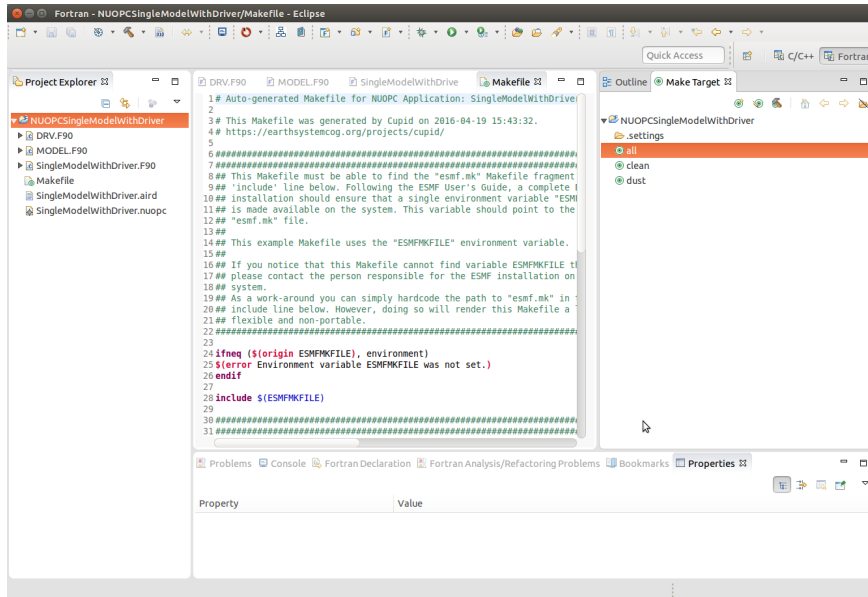 Fortran - NUOPCSingleModelWithDriver/Makefile - Eclipse
Quick Access
C/C++
Fortran
Project Explorer
NUOPCSingleModelWithDriver
DRV.F90
MODEL.F90
SingleModelWithDriver.F90
Makefile
SingleModelWithDriver.aird
SingleModelWithDriver.nuopc
DRV.F90 MODEL.F90 SingleModelWithDrive Makefile
1 # Auto-generated Makefile for NUOPC Application: SingleModelWithDriver
2
3 # This Makefile was generated by Cupid on 2016-04-19 15:43:32.
4 # https://earthsystemcog.org/projects/cupid/
5
6 ################################################################
7 ################################################################
8 ## This Makefile must be able to find the "esmf.mk" Makefile fragment
9 ## 'include' line below. Following the ESMF User's Guide, a complete
10 ## installation should ensure that a single environment variable "ESMF
11 ## is made available on the system. This variable should point to the
12 ## "esmf.mk" file.
13 ##
14 ## This example Makefile uses the "ESMFMKFILE" environment variable.
15 ##
16 ## If you notice that this Makefile cannot find variable ESMFMKFILE
17 ## please contact the person responsible for the ESMF installation on
18 ## system.
19 ## As a work-around you can simply hardcode the path to "esmf.mk" in
20 ## include line below. However, doing so will render this Makefile a
21 ## flexible and non-portable.
22 ################################################################
23
24 ifneq ($(origin ESMFMKFILE), environment)
25 $(error Environment variable ESMFMKFILE was not set.)
26 endif
27
28 include $(ESMFMKFILE)
29
30 ################################################################
31 ################################################################
Outline Make Target
NUOPCSingleModelWithDriver
.settings
all
clean
dust
Problems Console Fortran Declaration Fortran Analysis/Refactoring Problems Bookmarks Properties
Property Value